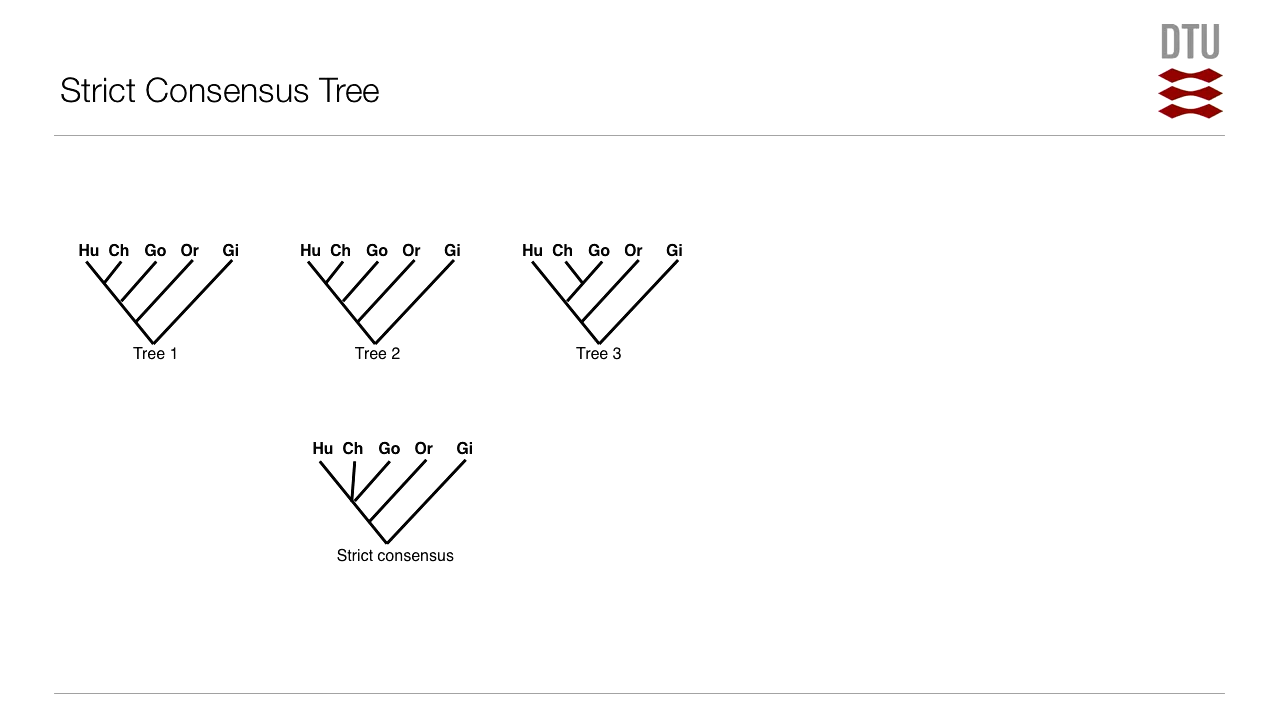 DTU
Strict Consensus Tree
Hu Ch Go Or Gi
Tree 1
Hu Ch Go Or Gi
Tree 2
Hu Ch Go Or Gi
Tree 3
Hu Ch Go Or Gi
Strict consensus